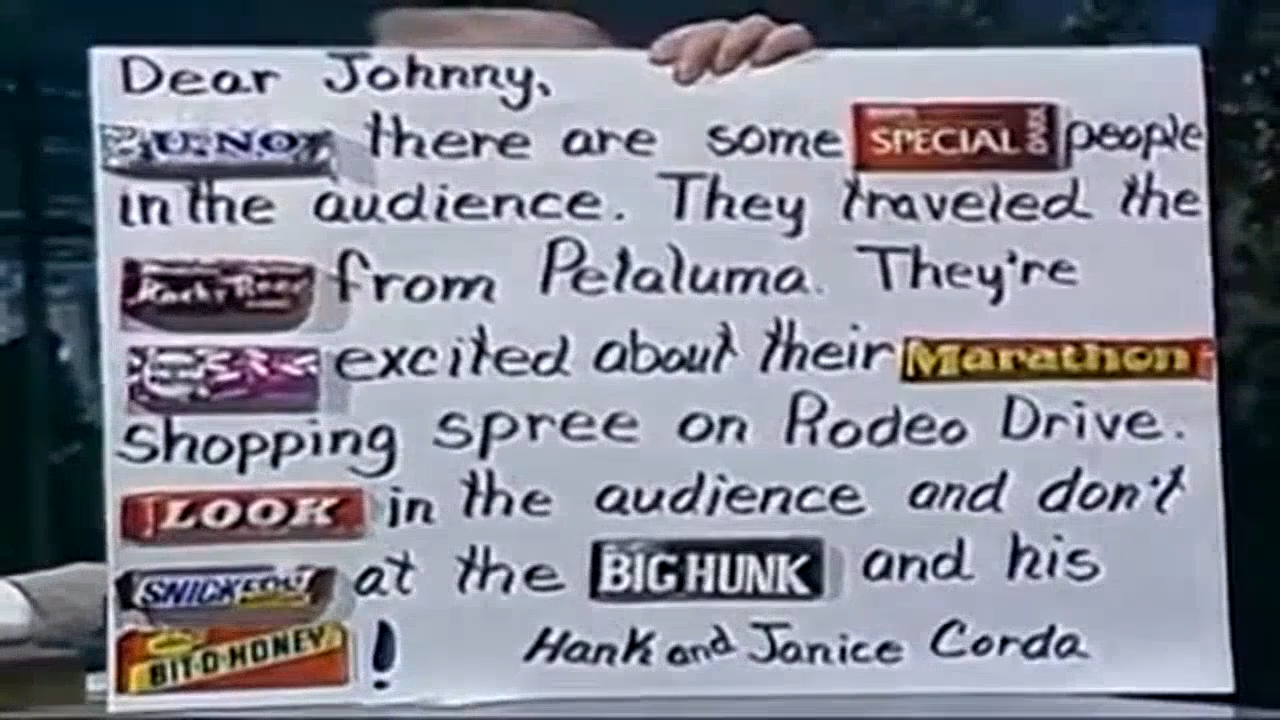 Dear Johnny,
U-NO there are some SPECIAL DARK people
in the audience. They traveled the
Rocky Road from Petaluma. They're
excited about their Marathon
shopping spree on Rodeo Drive.
LOOK in the audience and don't
SNICKERS at the BIG HUNK and his
BIT-O-HONEY !
Hank and Janice Corda